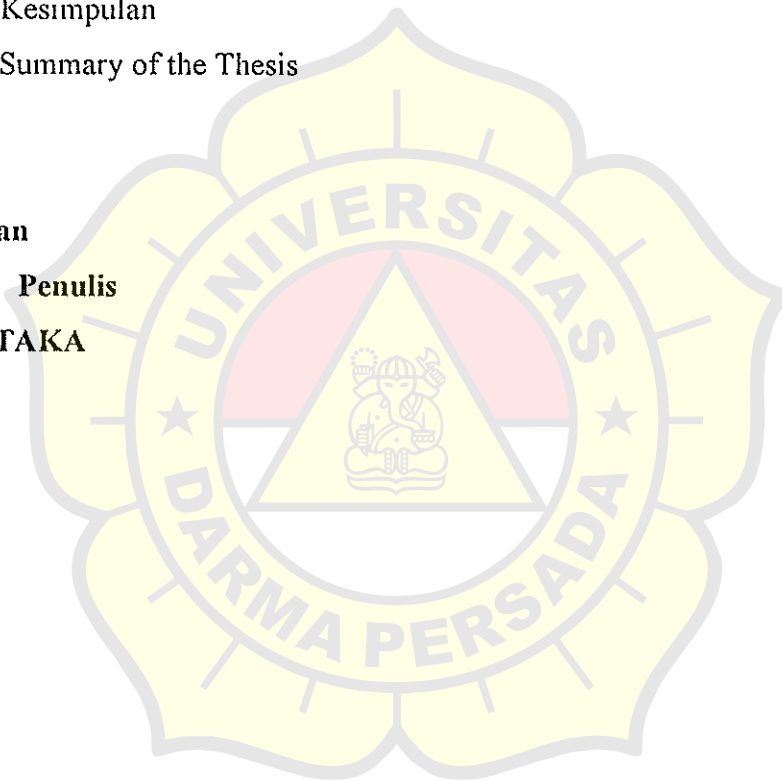 Kesimpulan
Summary of the Thesis
an
Penulis
TAKA
UNIVERSITAS
DARMA PERSADA